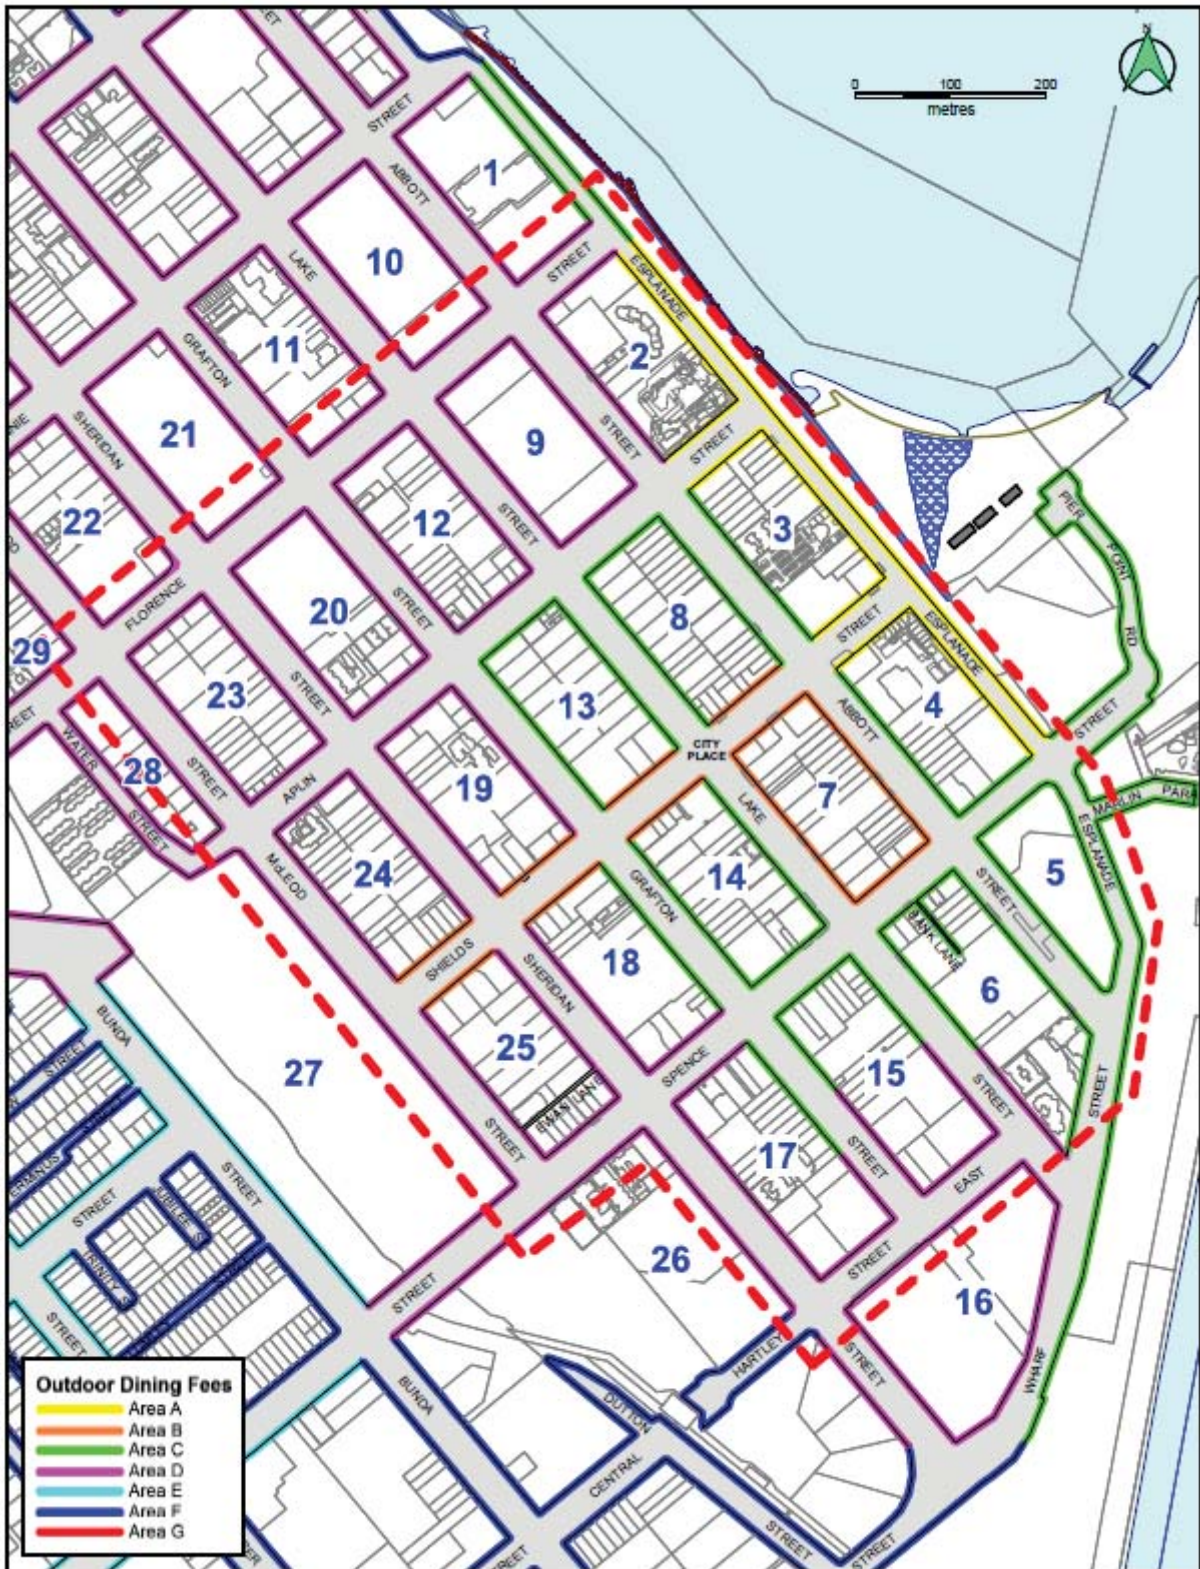 N
0 100 200
metres
STREET
ABBOTT
1
10
LAKE
STREET
ESPLANADE
11
2
GRAFTON
21
SHERIDAN
9
STREET
STREET
22
12
STREET
3
PIER
POINT
RD
FLORENCE
20
STREET
8
STREET
ESPLANADE
29
23
STREET
13
ABBOTT
4
STREET
WATER
28
STREET
APLIN
19
CITY
PLACE
7
MARLIN
STREET
McLEOD
24
LAKE
14
GRAFTON
STREET
5
ESPLANADE
SHIELDS
18
SHERIDAN
BANK LANE
6
BUNDA
27
25
SPENCE
15
STREET
STREET
STREET
STREET
17
STREET
EAST
STREET
STREET
STREET
26
STREET
16
STREET
STREET
HARTLEY
STREET
WHARF
BUNDA
DUTTON
CENTRAL
STREET
STREET
Outdoor Dining Fees
Area A
Area B
Area C
Area D
Area E
Area F
Area G